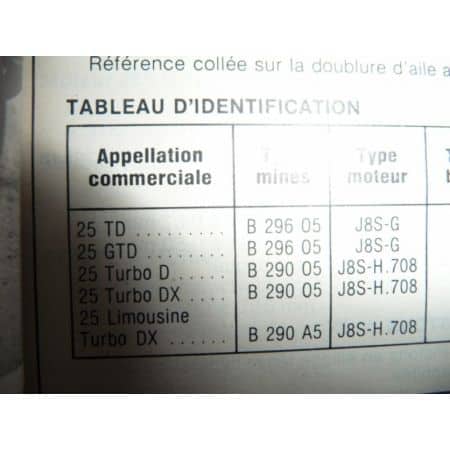 Référence collée sur la doublure d'aile a
TABLEAU D'IDENTIFICATION
Appellation commerciale
mines
Type moteur
25 TD ......... B 296 05 J8S-G
25 GTD ........ B 296 05 J8S-G
25 Turbo D..... B 290 05 J8S-H.708
25 Turbo DX.... B 290 05 J8S-H.708
25 Limousine
Turbo DX ...... B 290 A5 J8S-H.708